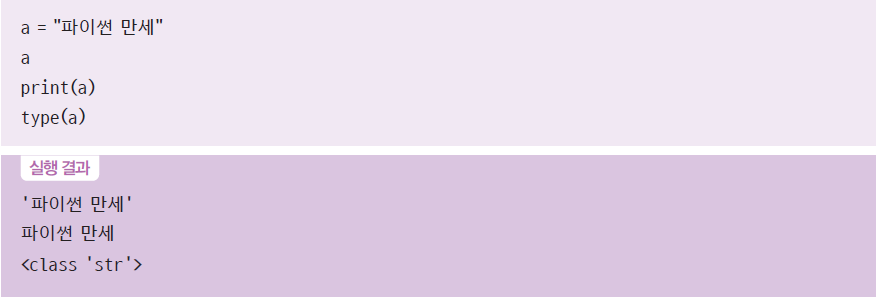 a = "파이썬 만세"
a
print(a)
type(a)
실행 결과
'파이썬 만세'
파이썬 만세
<class 'str'>